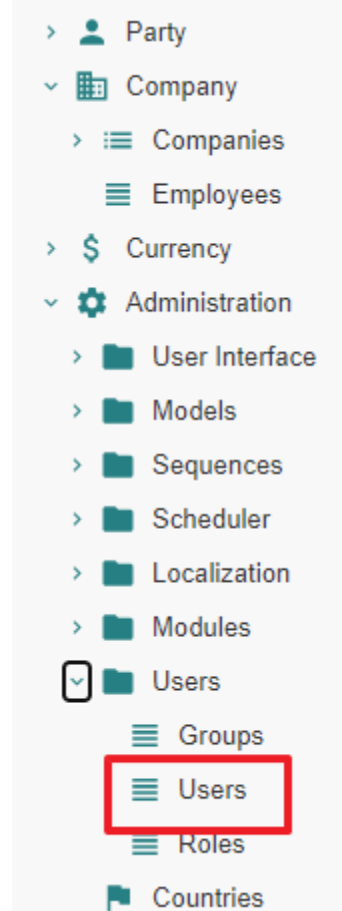 Party
Company
Companies
Employees
Currency
Administration
User Interface
Models
Sequences
Scheduler
Localization
Modules
Users
Groups
Users
Roles
Countries